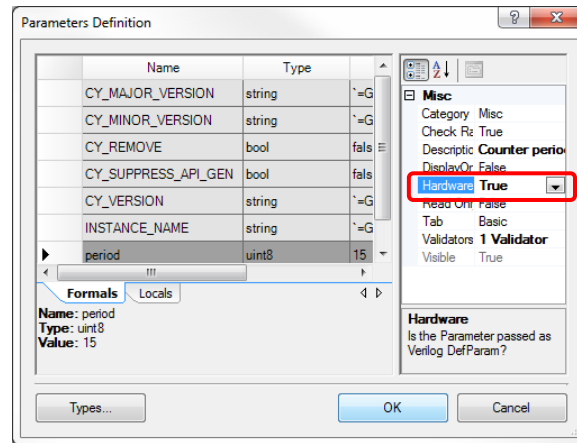 Parameters Definition
Name Type
CY_MAJOR_VERSION string `=G
CY_MINOR_VERSION string `=G
CY_REMOVE bool fals
CY_SUPPRESS_API_GEN bool fals
CY_VERSION string `=G
INSTANCE_NAME string `=G
period uint8 15
Formals Locals
Name: period
Type: uint8
Value: 15
Misc
Category Misc
Check Ra True
Descriptic Counter perio
DisplayOr False
Hardware True
Read Onl False
Tab Basic
Validators 1 Validator
Visible True
Hardware
Is the Parameter passed as
Verilog DefParam?
Types... OK Cancel